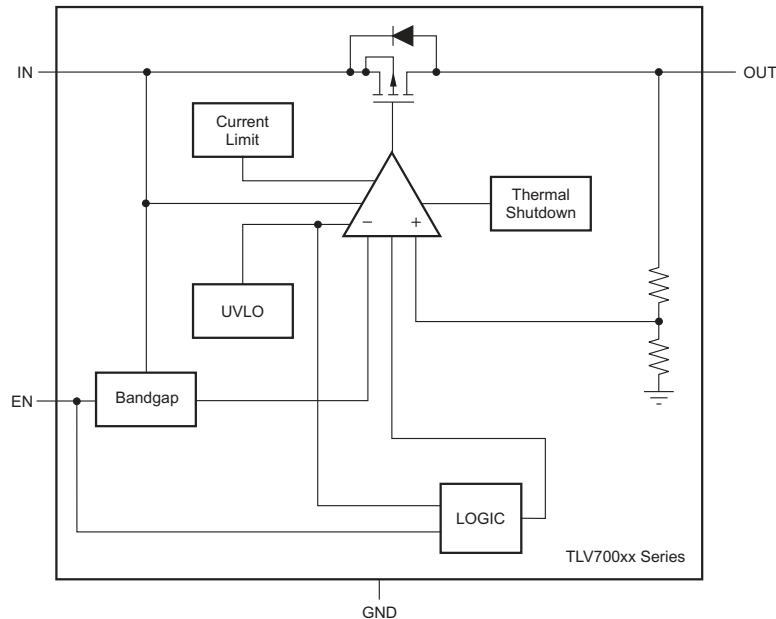 IN
OUT
Current
Limit
Thermal
Shutdown
− +
UVLO
EN
Bandgap
LOGIC
TLV700xx Series
GND